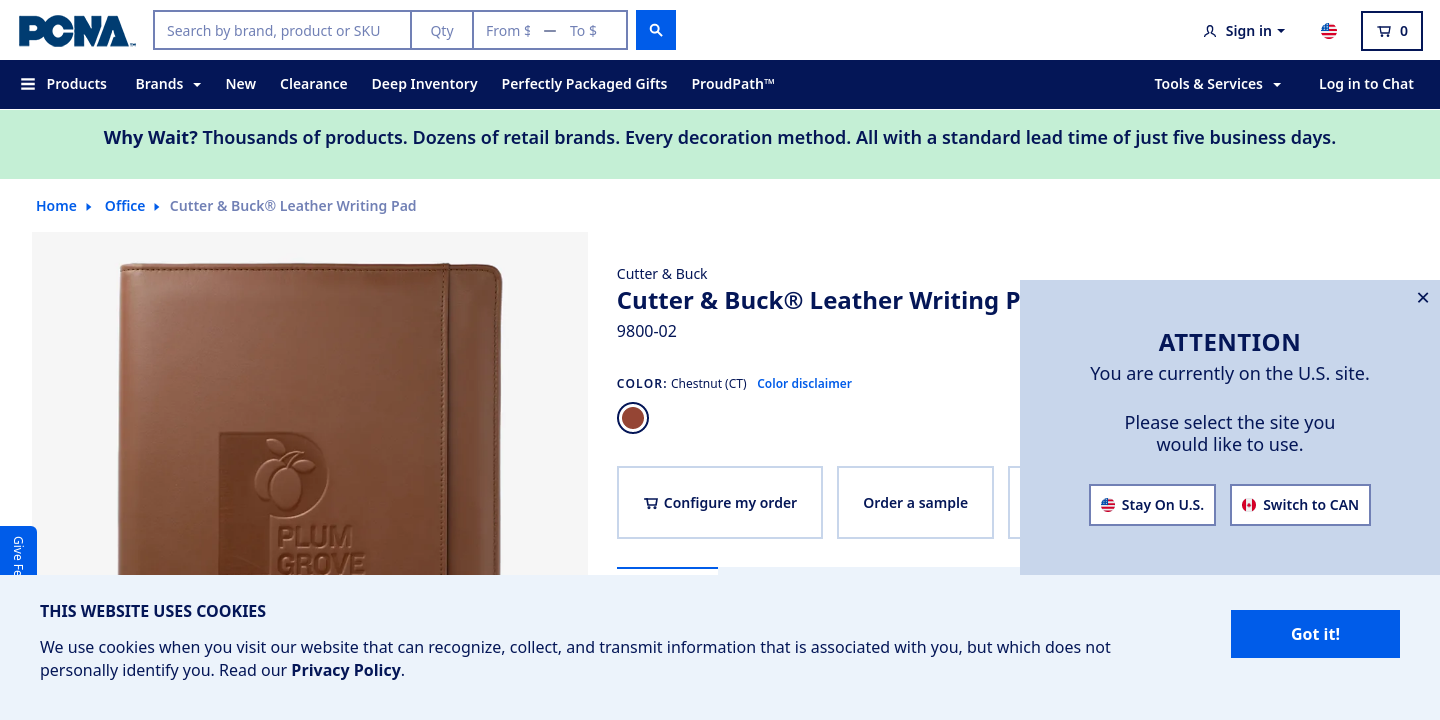 PCNA™
Search by brand, product or SKU
Qty
From $
To $
Sign in
0
Products
Brands
New
Clearance
Deep Inventory
Perfectly Packaged Gifts
ProudPath™
Tools & Services
Log in to Chat
Why Wait? Thousands of products. Dozens of retail brands. Every decoration method. All with a standard lead time of just five business days.
Home
Office
Cutter & Buck® Leather Writing Pad
Cutter & Buck
Cutter & Buck® Leather Writing P
9800-02
COLOR: Chestnut (CT) Color disclaimer
Configure my order
Order a sample
PLUM
GROVE
ATTENTION
You are currently on the U.S. site.
Please select the site you
would like to use.
Stay On U.S.
Switch to CAN
Give Fe
THIS WEBSITE USES COOKIES
We use cookies when you visit our website that can recognize, collect, and transmit information that is associated with you, but which does not
personally identify you. Read our Privacy Policy.
Got it!